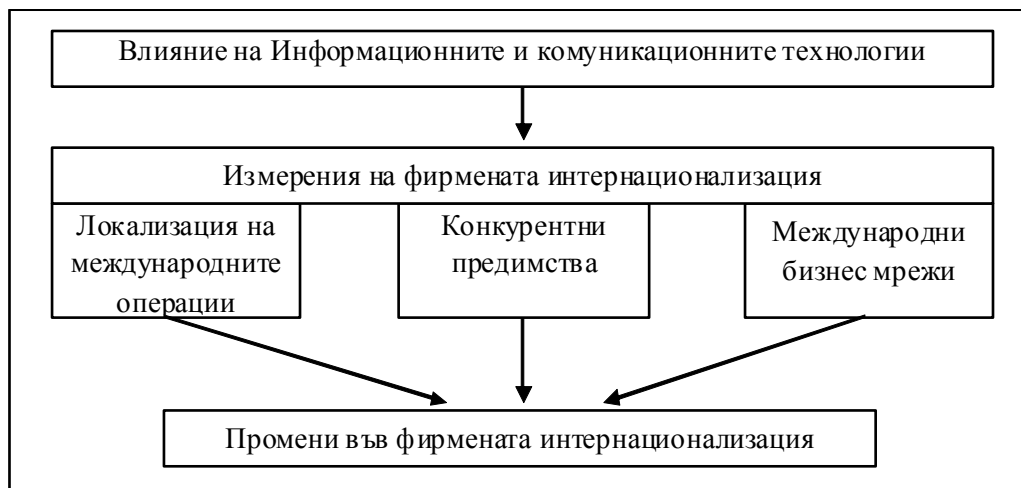 Влияние на Информационните и комуникационните технологии
Измерения на фирмената интернационализация
Локализация на
международните
операции
Конкурентни
предимства
Международни
бизнес мрежи
Промени във фирмената интернационализация